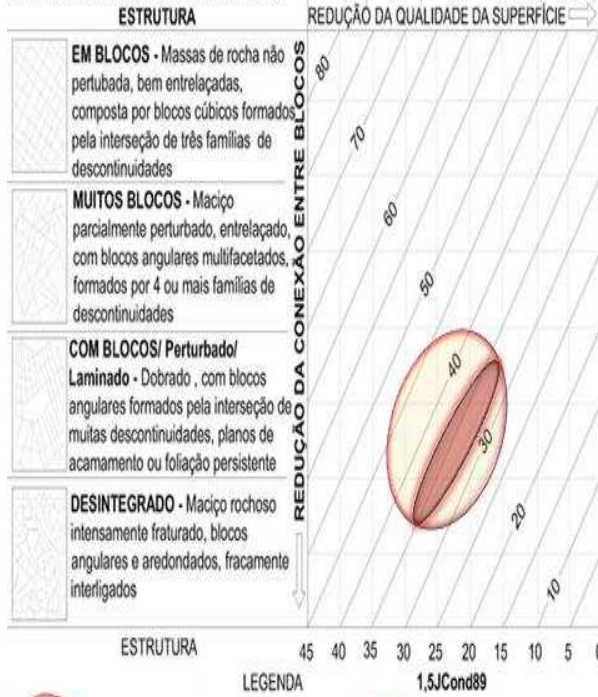 ESTRUTURA
REDUÇÃO DA QUALIDADE DA SUPERFÍCIE
EM BLOCOS - Massas de rocha não
pertubada, bem entrelaçadas,
composta por blocos cúbicos formados
pela interseção de três famílias de
descontinuidades
MUITOS BLOCOS - Maciço
parcialmente perturbado, entrelaçado,
com blocos angulares multifacetados,
formados por 4 ou mais famílias de
descontinuidades
COM BLOCOS/ Perturbado/
Laminado - Dobrado , com blocos
angulares formados pela interseção de
muitas descontinuidades, planos de
acamamento ou foliação persistente
DESINTEGRADO - Maciço rochoso
intensamente fraturado, blocos
angulares e aredondados, fracamente
interligados
REDUÇÃO DA CONEXÃO ENTRE BLOCOS
80
70
60
50
40
30
20
10
ESTRUTURA
45 40 35 30 25 20 15 10 5
LEGENDA
1,5JCond89